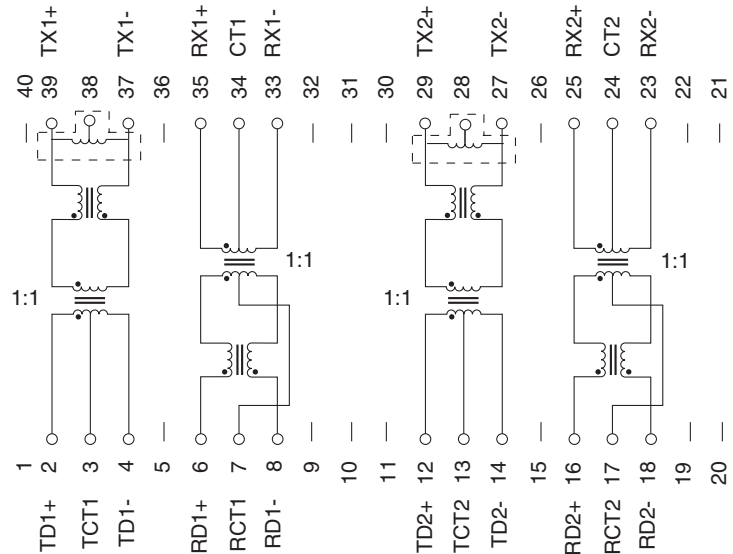 TX1+ TX1- RX1+ CT1 RX1- TX2+ TX2- RX2+ CT2 RX2-
40 39 38 37 36 35 34 33 32 31 30 29 28 27 26 25 24 23 22 21
1:1 1:1 1:1 1:1
1 2 3 4 5 6 7 8 9 10 11 12 13 14 15 16 17 18 19 20
TD1+ TCT1 TD1- RD1+ RCT1 RD1- TD2+ TCT2 TD2- RD2+ RCT2 RD2-